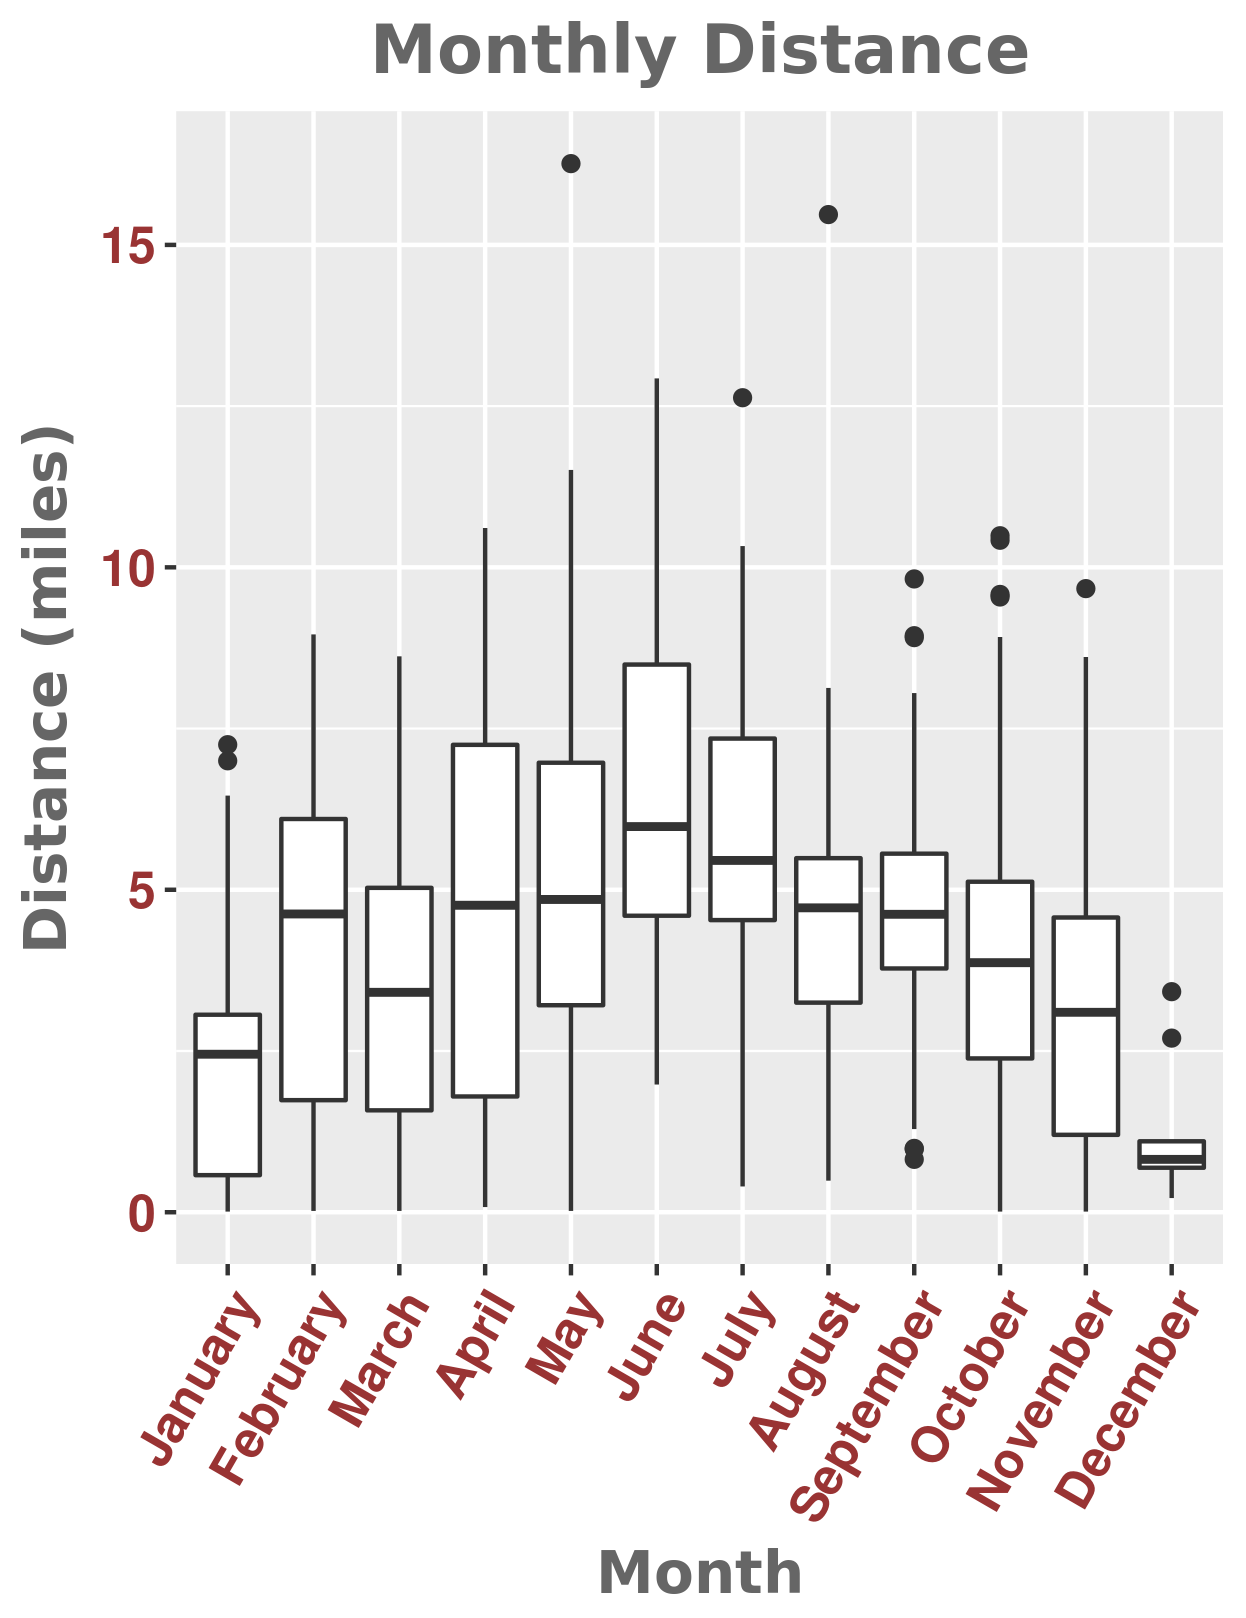 Monthly Distance
Distance (miles)
15
10
5
0
January
February
March
April
May
June
July
August
September
October
November
December
Month